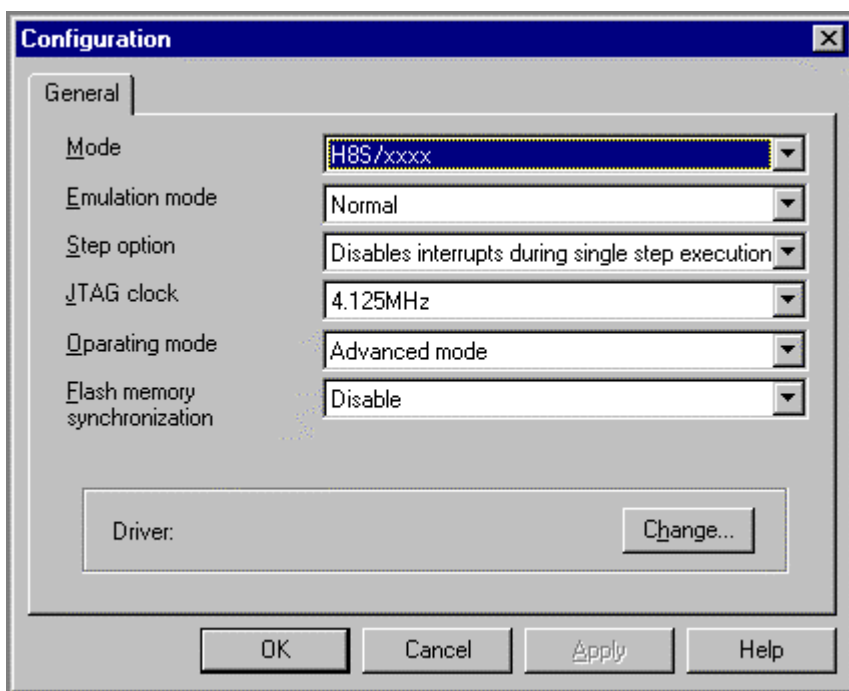 Configuration
General
Mode
H8S/xxxx
Emulation mode
Normal
Step option
Disables interrupts during single step execution
JTAG clock
4.125MHz
Oparating mode
Advanced mode
Flash memory
synchronization
Disable
Driver:
Change...
OK
Cancel
Apply
Help